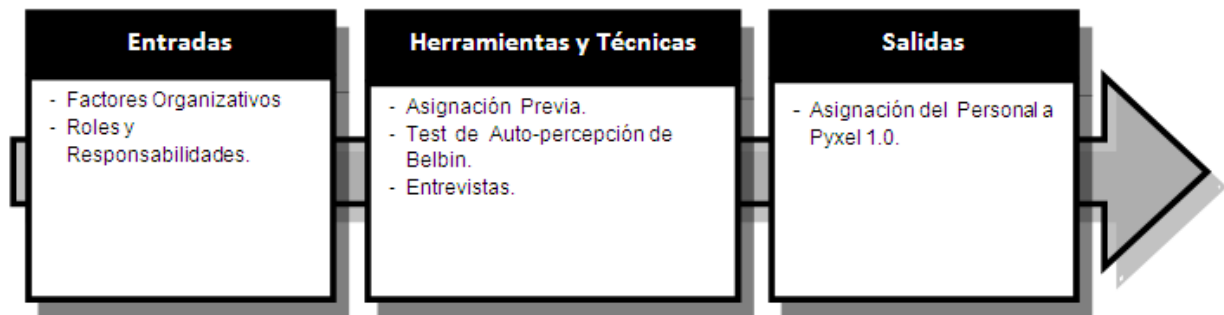 Entradas
- Factores Organizativos
- Roles y
Responsabilidades.
Herramientas y Técnicas
- Asignación Previa.
- Test de Auto-percepción de
Belbin.
- Entrevistas.
Salidas
- Asignación del Personal a
Pyxel 1.0.